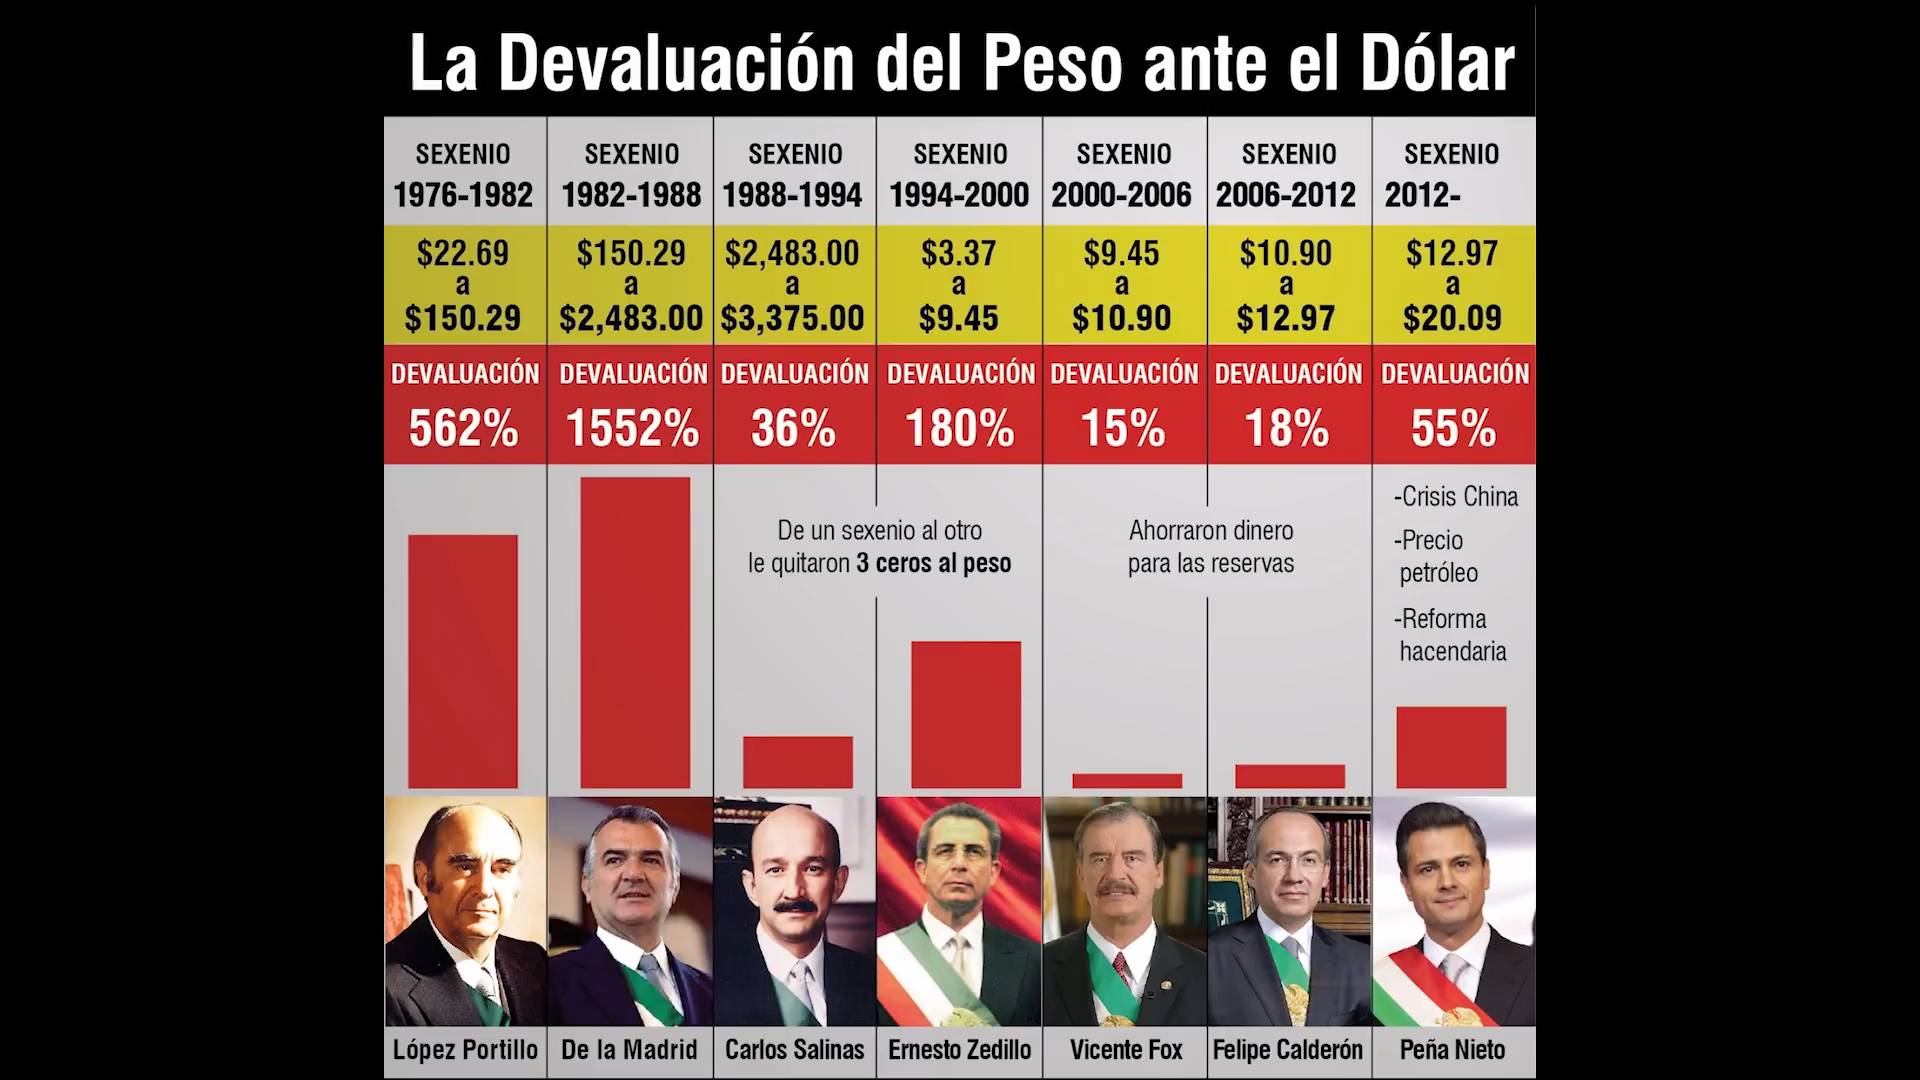 La Devaluación del Peso ante el Dólar
SEXENIO
1976-1982
$22.69
a
$150.29
DEVALUACIÓN
562%
López Portillo
SEXENIO
1982-1988
$150.29
a
$2,483.00
DEVALUACIÓN
1552%
De la Madrid
SEXENIO
1988-1994
$2,483.00
a
$3,375.00
DEVALUACIÓN
36%
De un sexenio al otro
le quitaron 3 ceros al peso
Carlos Salinas
SEXENIO
1994-2000
$3.37
a
$9.45
DEVALUACIÓN
180%
Ernesto Zedillo
SEXENIO
2000-2006
$9.45
a
$10.90
DEVALUACIÓN
15%
Ahorraron dinero
para las reservas
Vicente Fox
SEXENIO
2006-2012
$10.90
a
$12.97
DEVALUACIÓN
18%
Felipe Calderón
SEXENIO
2012-
$12.97
a
$20.09
DEVALUACIÓN
55%
-Crisis China
-Precio
petróleo
-Reforma
hacendaria
Peña Nieto